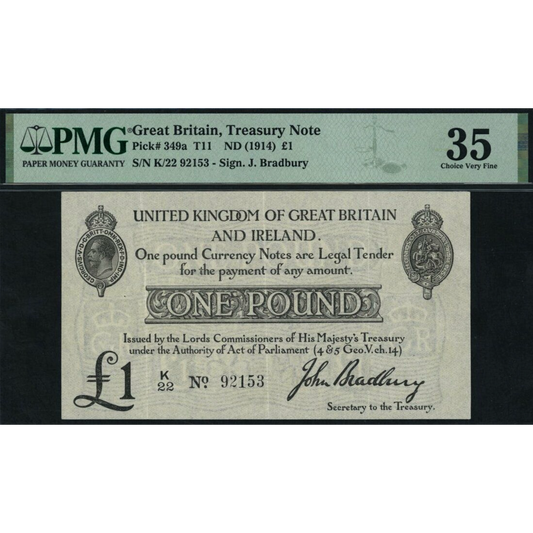 PMG®
PAPER MONEY GUARANTY
Great Britain, Treasury Note
Pick# 349a T11 ND (1914) £1
S/N K/22 92153 - Sign. J. Bradbury
35
Choice Very Fine
UNITED KINGDOM OF GREAT BRITAIN
AND IRELAND.
One pound Currency Notes are Legal Tender
for the payment of any amount.
ONE POUND
Issued by the Lords Commissioners of His Majesty's Treasury
under the Authority of Act of Parliament (4 & 5 Geo.V. ch.14)
£1 K/22 No 92153 John Bradbury
Secretary to the Treasury.